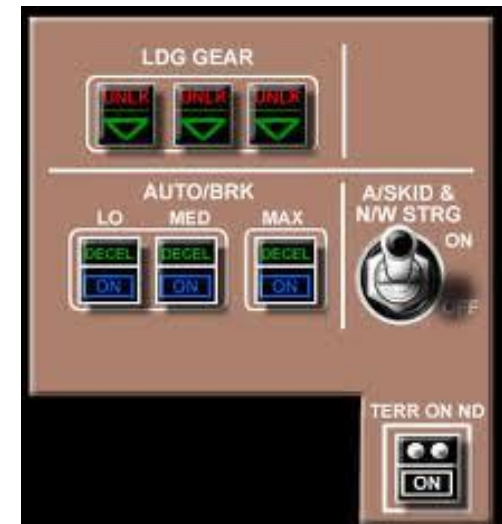 LDG GEAR
UNLK UNLK UNLK
AUTO/BRK
LO MED MAX
DECEL DECEL DECEL
ON ON ON
A/SKID &
N/W STRG
ON
OFF
TERR ON ND
ON